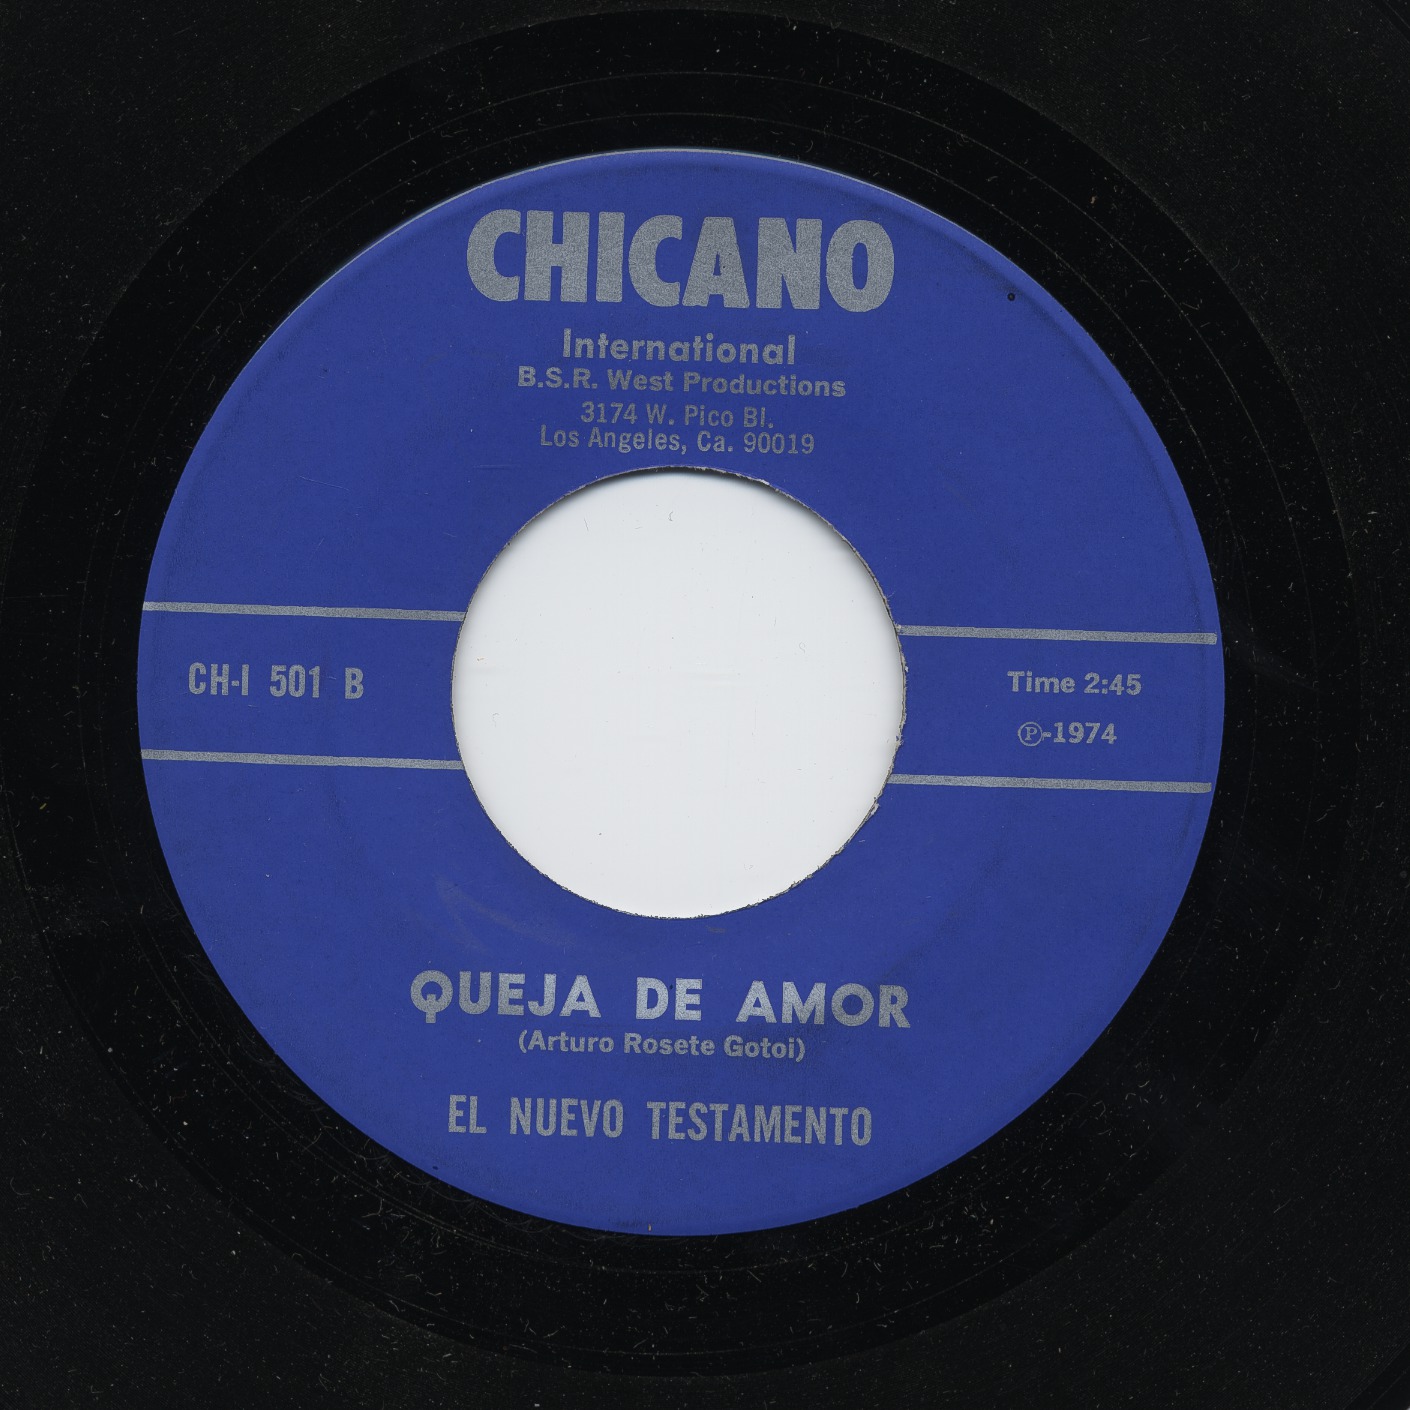 CHICANO
International
B.S.R. West Productions
3174 W. Pico Bl.
Los Angeles, Ca. 90019
CH-I 501 B
Time 2:45
Ⓟ-1974
QUEJA DE AMOR
(Arturo Rosete Gotoi)
EL NUEVO TESTAMENTO